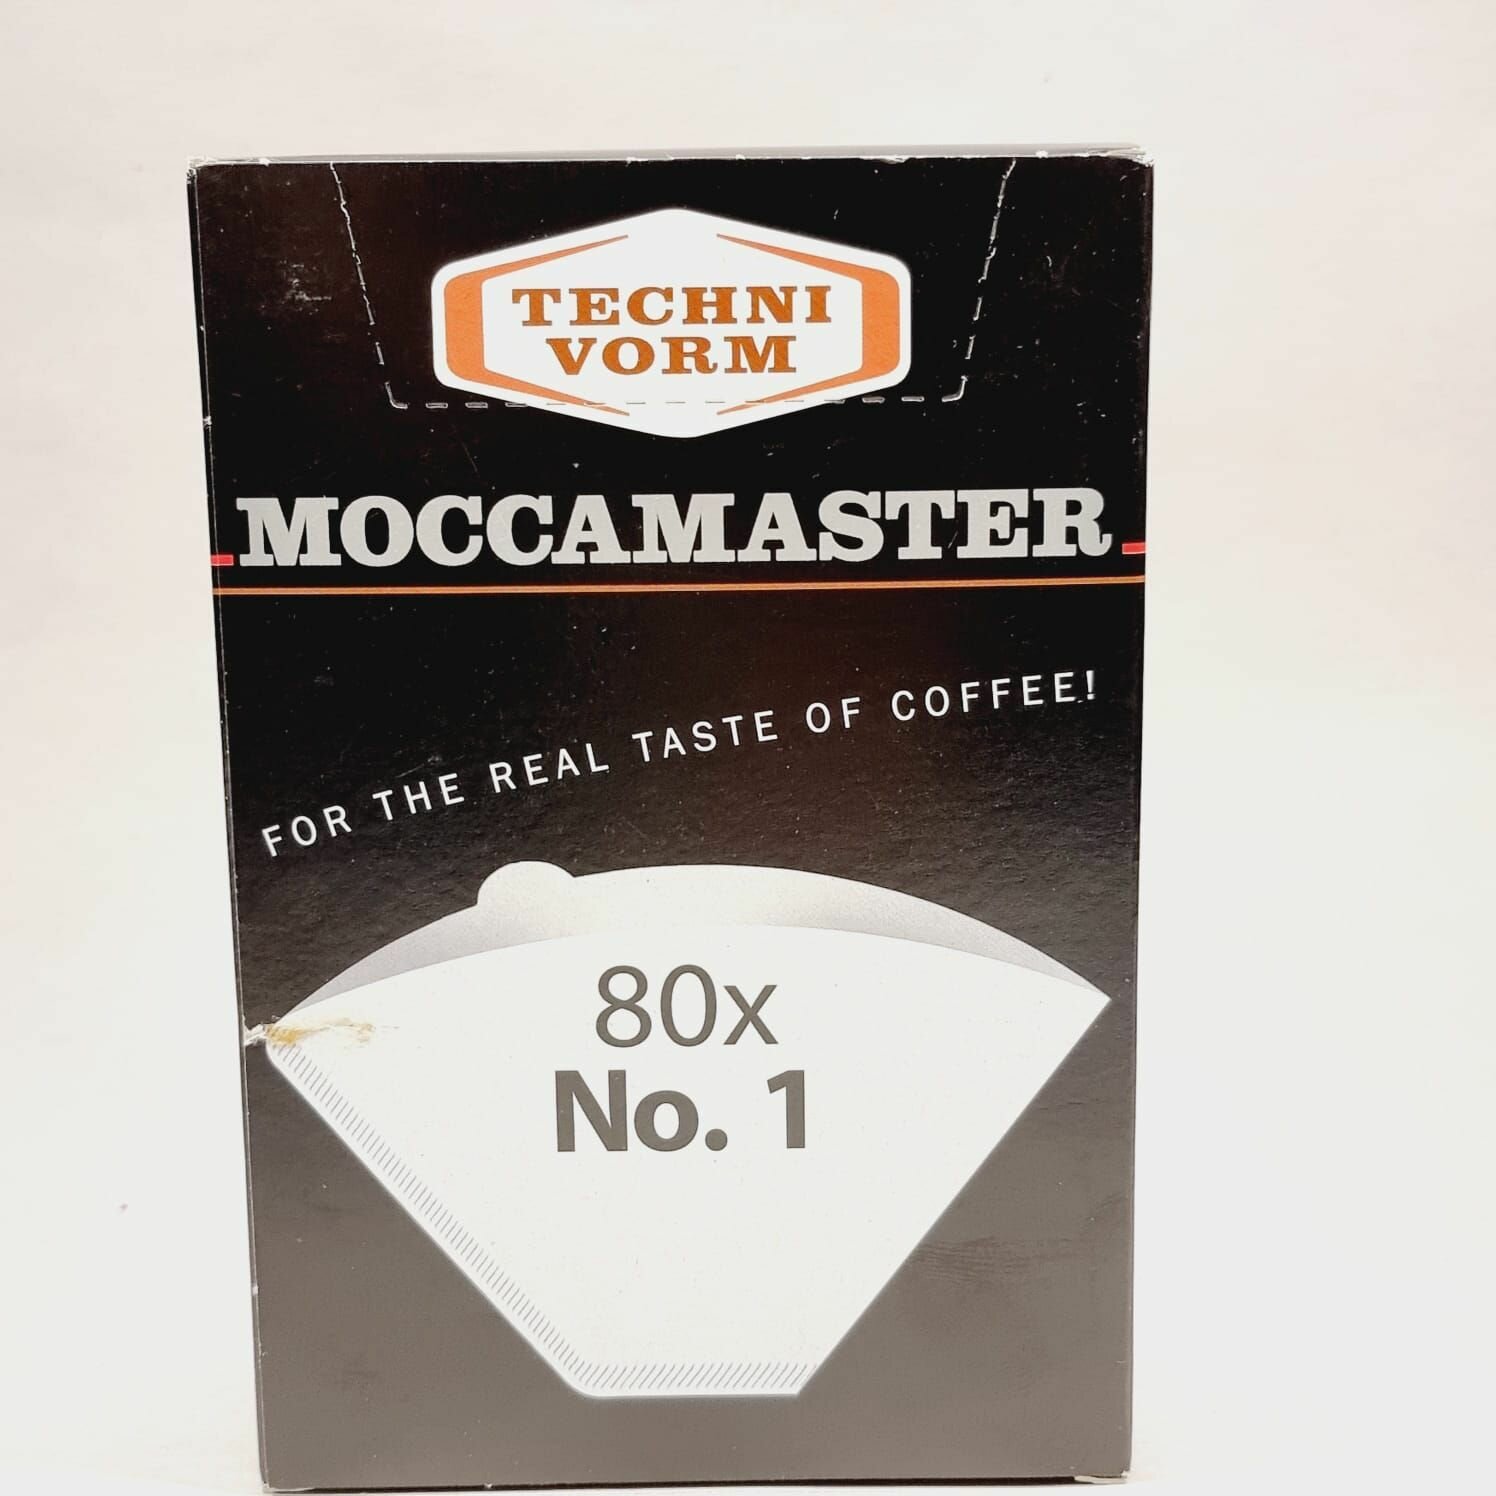 TECHNI
VORM
MOCCAMASTER
FOR THE REAL TASTE OF COFFEE!
80x
No. 1